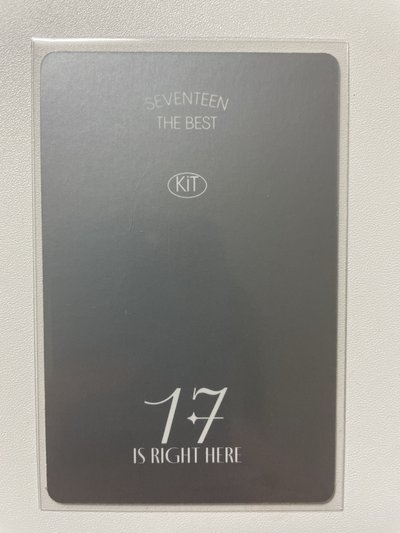 SEVENTEEN
THE BEST
KiT
17
IS RIGHT HERE